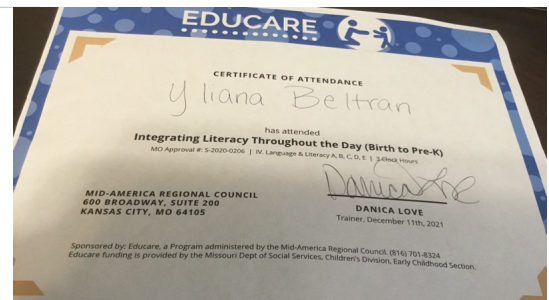 EDUCARE
CERTIFICATE OF ATTENDANCE
Yliana Beltran
has attended
Integrating Literacy Throughout the Day (Birth to Pre-K)
MO Approval #: S-2020-0206 | IV. Language & Literacy A, B, C, D, E | 3 Clock Hours
Danica Love
MID-AMERICA REGIONAL COUNCIL
600 BROADWAY, SUITE 200
KANSAS CITY, MO 64105
DANICA LOVE
Trainer, December 11th, 2021
Sponsored by: Educare, a Program administered by the Mid-America Regional Council. (816) 701-8324
Educare funding is provided by the Missouri Dept of Social Services, Children's Division, Early Childhood Section.